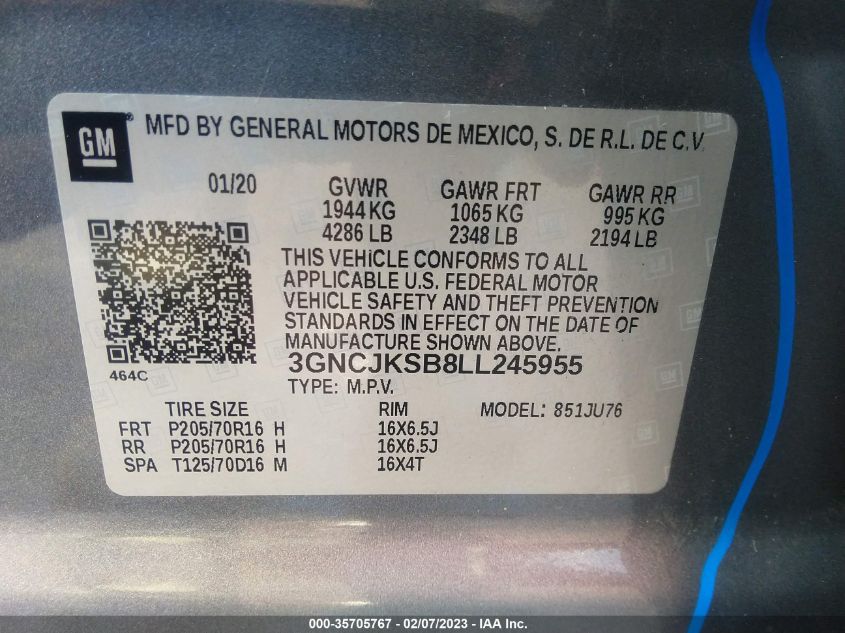 GM
MFD BY GENERAL MOTORS DE MEXICO, S. DE R.L. DE C.V.
01/20 GVWR GAWR FRT GAWR RR
1944 KG 1065 KG 995 KG
4286 LB 2348 LB 2194 LB
THIS VEHICLE CONFORMS TO ALL
APPLICABLE U.S. FEDERAL MOTOR
VEHICLE SAFETY AND THEFT PREVENTION
STANDARDS IN EFFECT ON THE DATE OF
MANUFACTURE SHOWN ABOVE.
3GNCJKSB8LL245955
464C
TYPE: M.P.V.
TIRE SIZE RIM MODEL: 851JU76
FRT P205/70R16 H 16X6.5J
RR P205/70R16 H 16X6.5J
SPA T125/70D16 M 16X4T
000-35705767 - 02/07/2023 - IAA Inc.